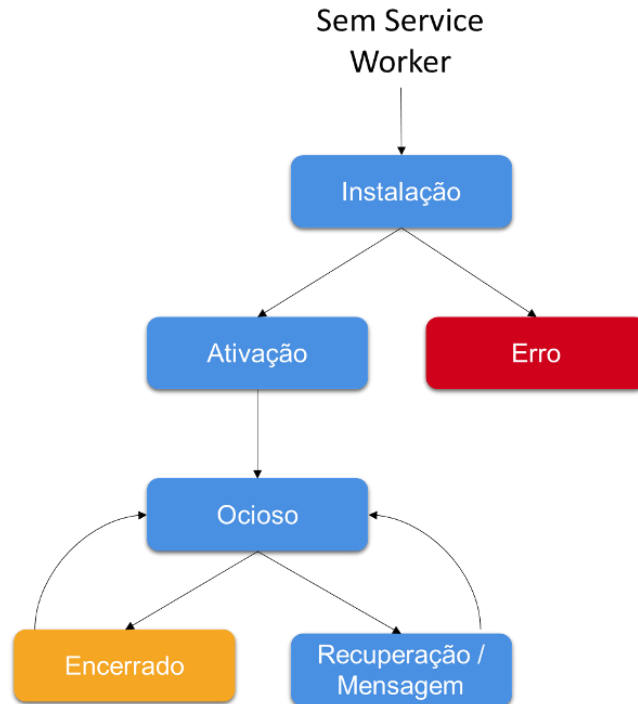 Sem Service
Worker
Instalação
Ativação
Erro
Ocioso
Encerrado
Recuperação /
Mensagem